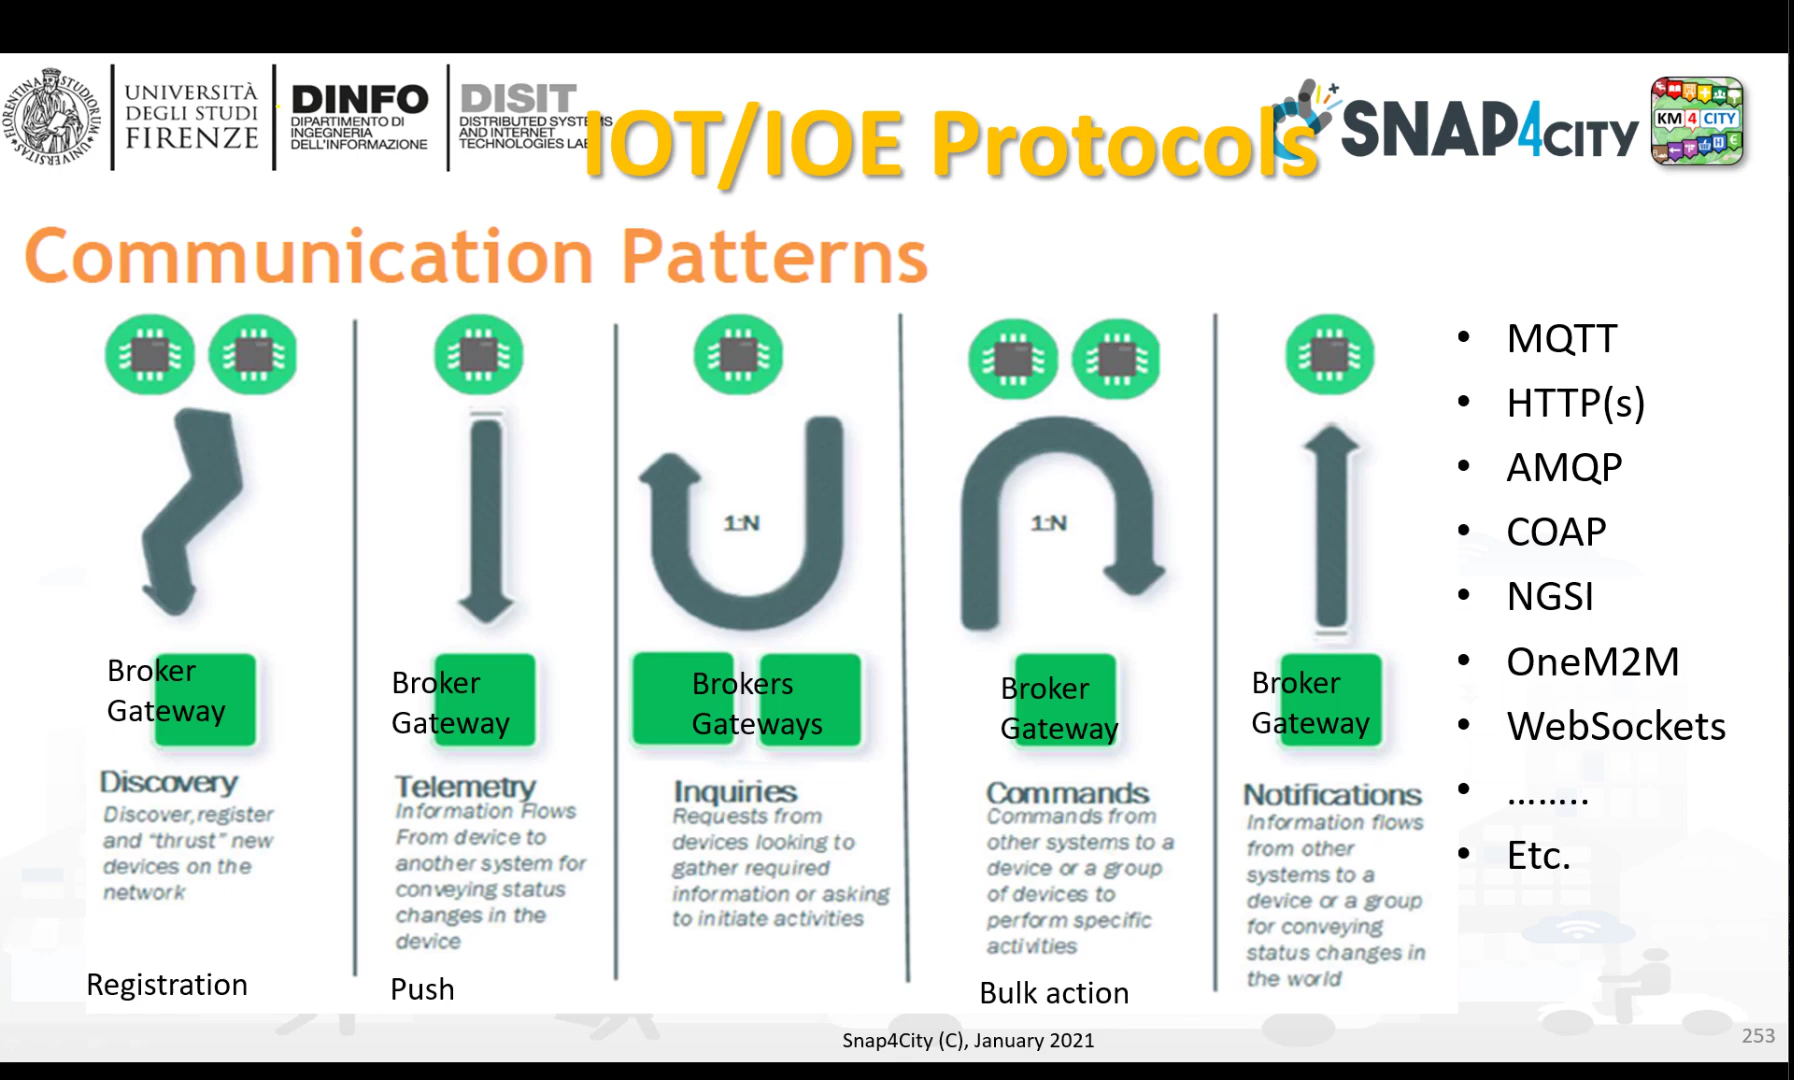 UNIVERSITÀ
DEGLI STUDI
FIRENZE
DINFO
DIPARTIMENTO DI
INGEGNERIA
DELL'INFORMAZIONE
DISIT
DISTRIBUTED SYSTEMS
AND INTERNET
TECHNOLOGIES LAB
IOT/IOE Protocols
SNAP4CITY
KM 4 CITY
Communication Patterns
1:N
1:N
Broker
Gateway
Broker
Gateway
Brokers
Gateways
Broker
Gateway
Broker
Gateway
Discovery
Discover, register
and "thrust" new
devices on the
network
Registration
Telemetry
Information Flows
From device to
another system for
conveying status
changes in the
device
Push
Inquiries
Requests from
devices looking to
gather required
information or asking
to initiate activities
Commands
Commands from
other systems to a
device or a group
of devices to
perform specific
activities
Bulk action
Notifications
Information flows
from other
systems to a
device or a group
for conveying
status changes in
the world
• MQTT
• HTTP(s)
• AMQP
• COAP
• NGSI
• OneM2M
• WebSockets
• ........
• Etc.
Snap4City (C), January 2021
253